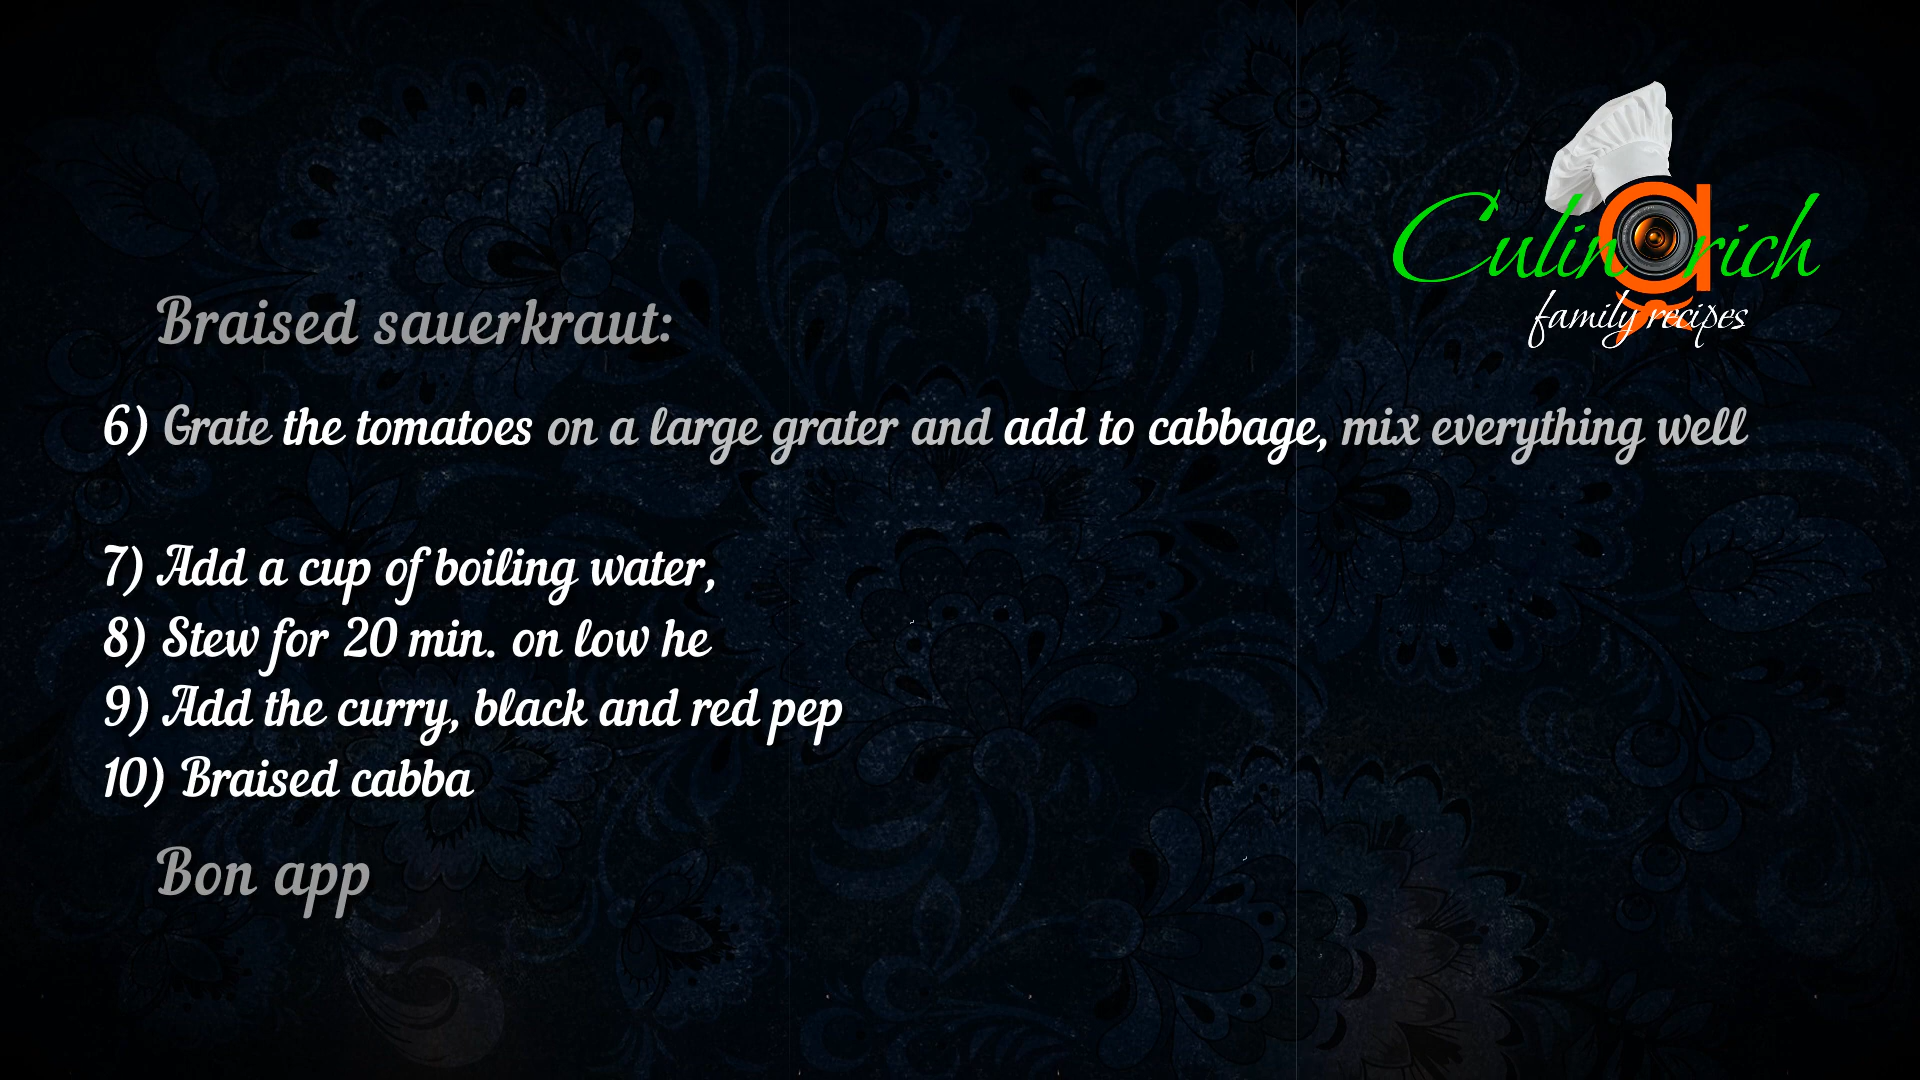 Culinarich
family recipes
Braised sauerkraut:
6) Grate the tomatoes on a large grater and add to cabbage, mix everything well
7) Add a cup of boiling water,
8) Stew for 20 min. on low he
9) Add the curry, black and red pep
10) Braised cabba
Bon app